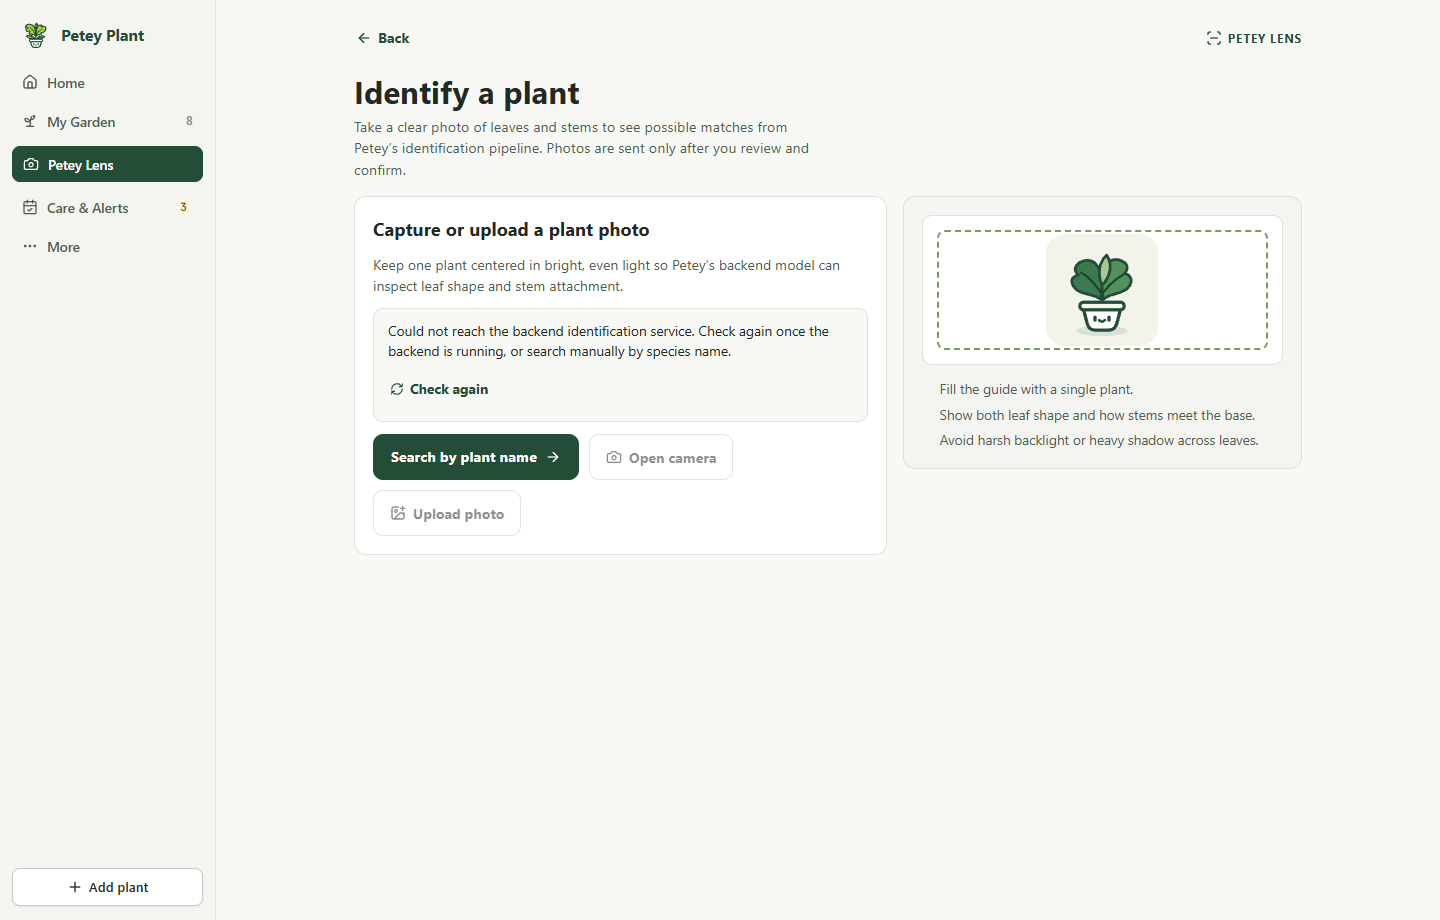 Petey Plant
Home
My Garden 8
Petey Lens
Care & Alerts 3
More
Add plant
Back
PETEY LENS
Identify a plant
Take a clear photo of leaves and stems to see possible matches from
Petey’s identification pipeline. Photos are sent only after you review and
confirm.
Capture or upload a plant photo
Keep one plant centered in bright, even light so Petey’s backend model can
inspect leaf shape and stem attachment.
Could not reach the backend identification service. Check again once the
backend is running, or search manually by species name.
Check again
Search by plant name
Open camera
Upload photo
Fill the guide with a single plant.
Show both leaf shape and how stems meet the base.
Avoid harsh backlight or heavy shadow across leaves.